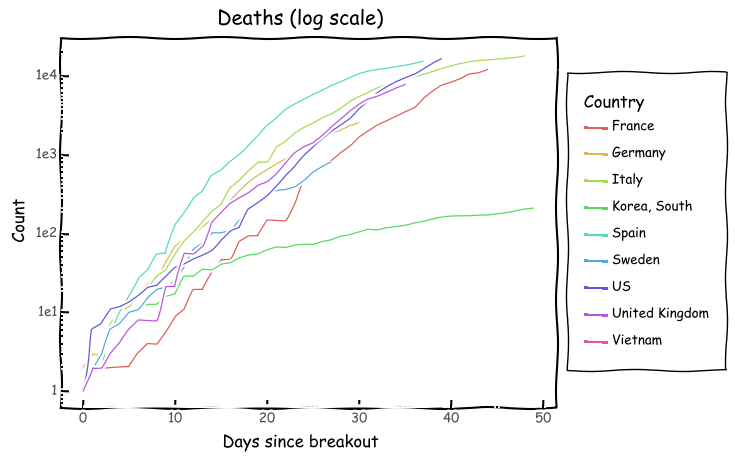 Deaths (log scale)
1e4
1e3
1e2
1e1
1
Count
0 10 20 30 40 50
Days since breakout
Country
France
Germany
Italy
Korea, South
Spain
Sweden
US
United Kingdom
Vietnam